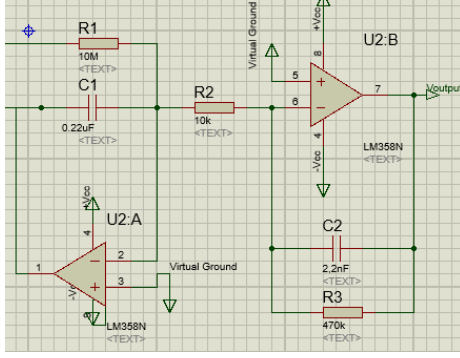 R1
10M
<TEXT>
C1
0.22uF
<TEXT>
R2
10k
<TEXT>
Virtual Ground
+Vcc
8
U2:B
5
6
7
Voutput
4
-Vcc
LM358N
<TEXT>
+Vcc
4
U2:A
1
2
3
Virtual Ground
8
LM358N
<TEXT>
C2
2,2nF
<TEXT>
R3
470k
<TEXT>